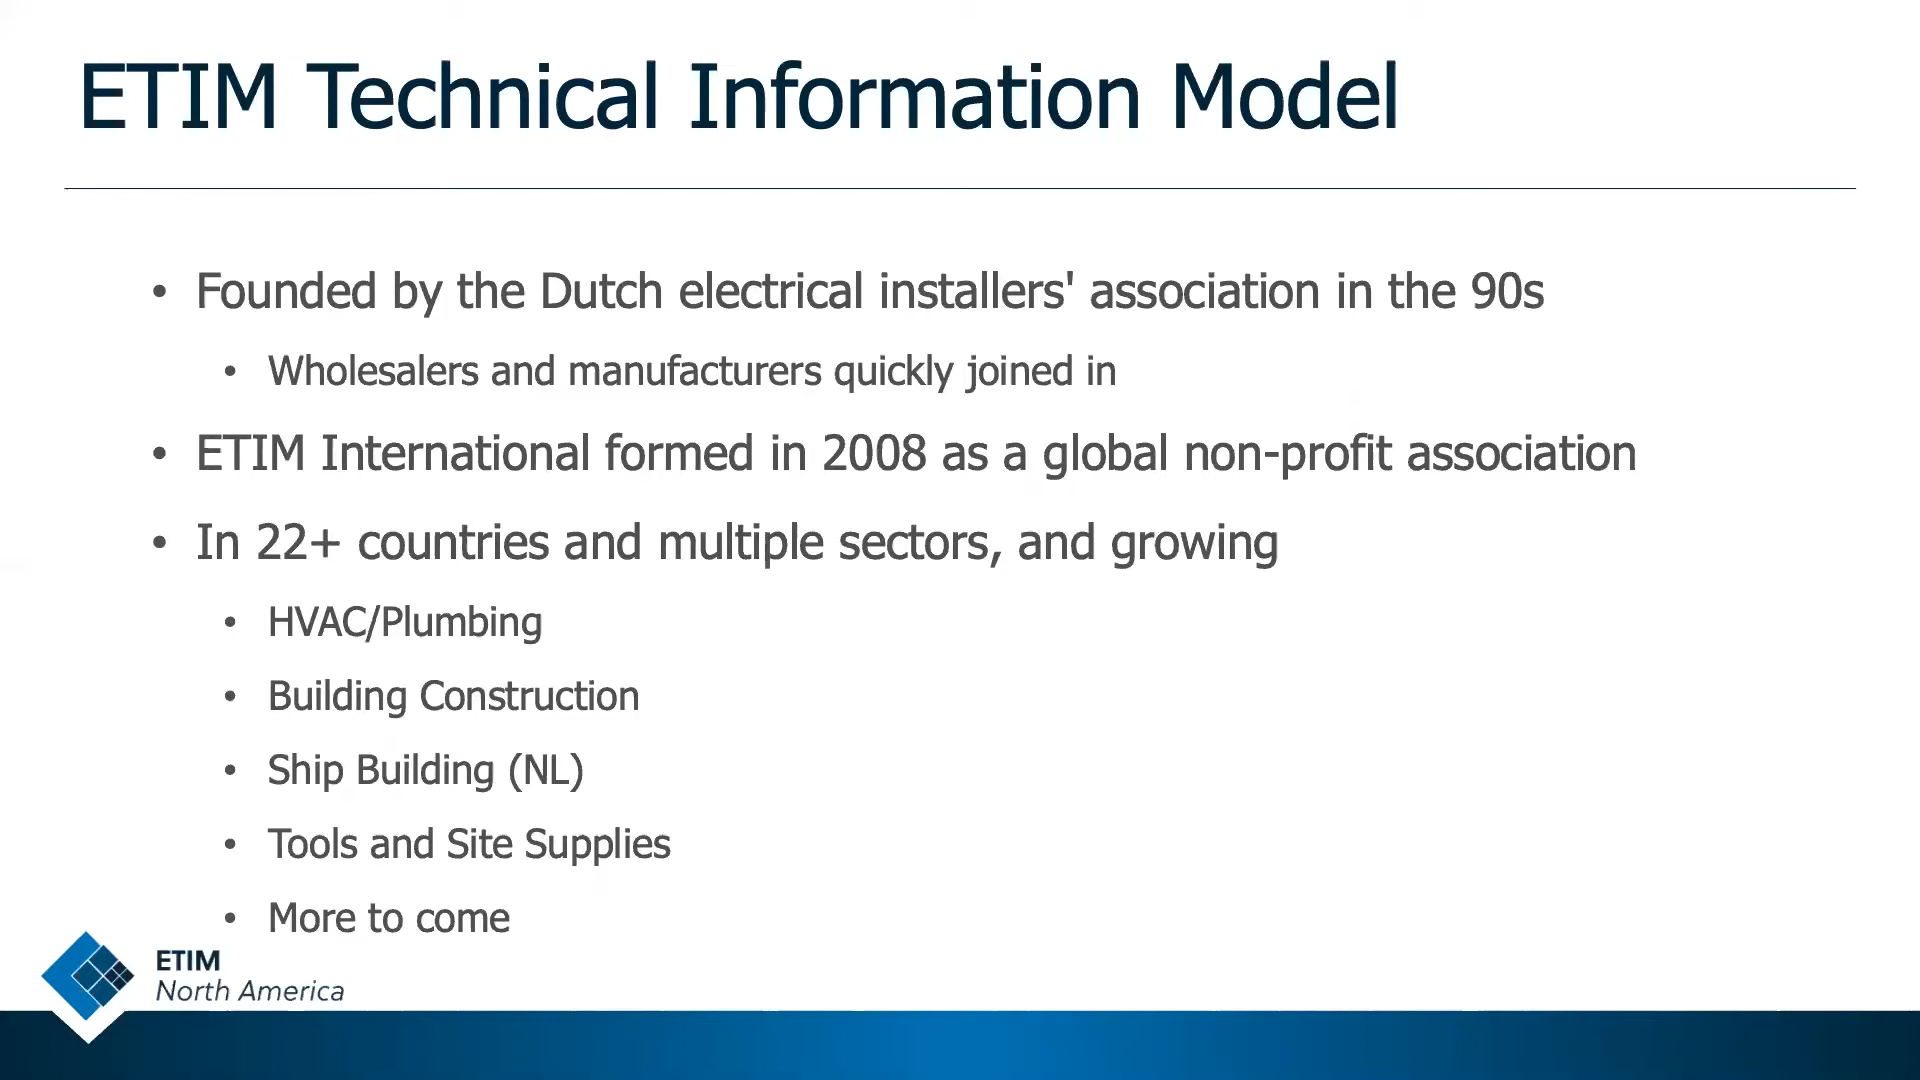 ETIM Technical Information Model
• Founded by the Dutch electrical installers' association in the 90s
• Wholesalers and manufacturers quickly joined in
• ETIM International formed in 2008 as a global non-profit association
• In 22+ countries and multiple sectors, and growing
• HVAC/Plumbing
• Building Construction
• Ship Building (NL)
• Tools and Site Supplies
• More to come
ETIM
North America